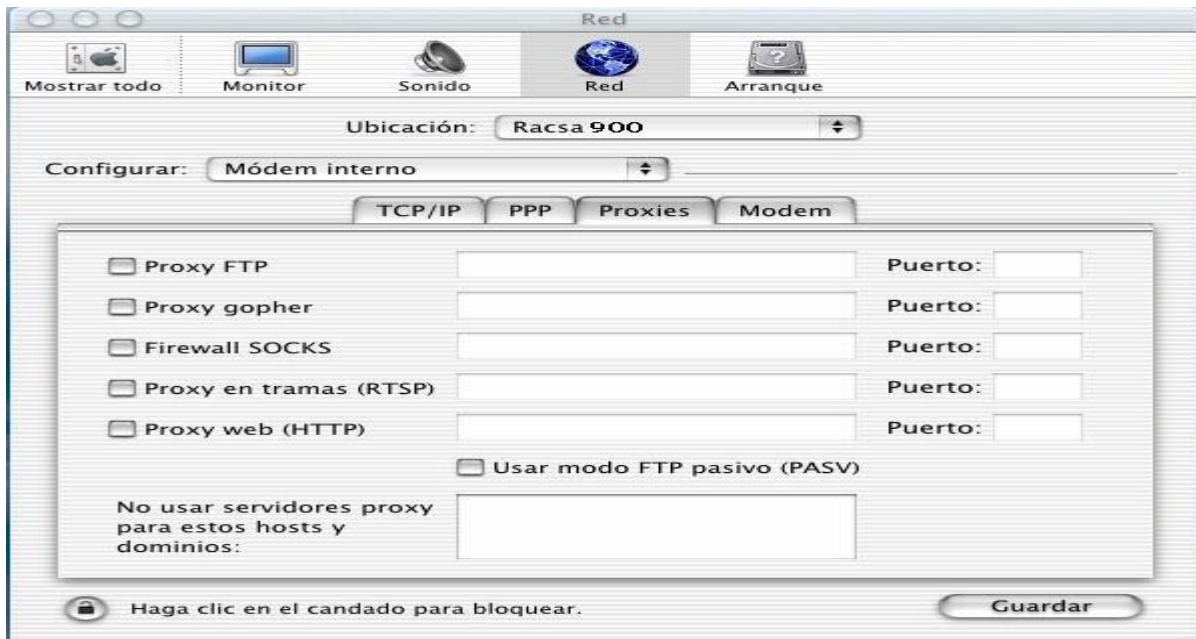 Red
Mostrar todo Monitor Sonido Red Arranque
Ubicación: Racsa 900
Configurar: Módem interno
TCP/IP PPP Proxies Modem
Proxy FTP Puerto:
Proxy gopher Puerto:
Firewall SOCKS Puerto:
Proxy en tramas (RTSP) Puerto:
Proxy web (HTTP) Puerto:
Usar modo FTP pasivo (PASV)
No usar servidores proxy
para estos hosts y
dominios:
Haga clic en el candado para bloquear. Guardar